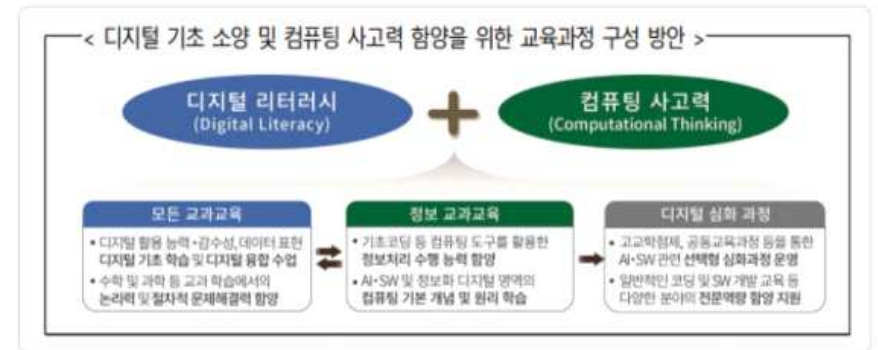 < 디지털 기초 소양 및 컴퓨팅 사고력 함양을 위한 교육과정 구성 방안 >
디지털 리터러시
(Digital Literacy)
+
컴퓨팅 사고력
(Computational Thinking)
모든 교과교육
• 디지털 활용 능력·감수성, 데이터 표현
디지털 기초 학습 및 디지털 융합 수업
• 수학 및 과학 등 교과 학습에서의
논리력 및 절차적 문제해결력 함양
정보 교과교육
• 기초코딩 등 컴퓨팅 도구를 활용한
정보처리 수행 능력 함양
• AI·SW 및 정보화 디지털 영역의
컴퓨팅 기본 개념 및 원리 학습
디지털 심화 과정
• 고교학점제, 공동교육과정 등을 통한
AI·SW 관련 선택형 심화과정 운영
• 일반적인 코딩 및 SW 개발 교육 등
다양한 분야의 전문역량 함양 지원